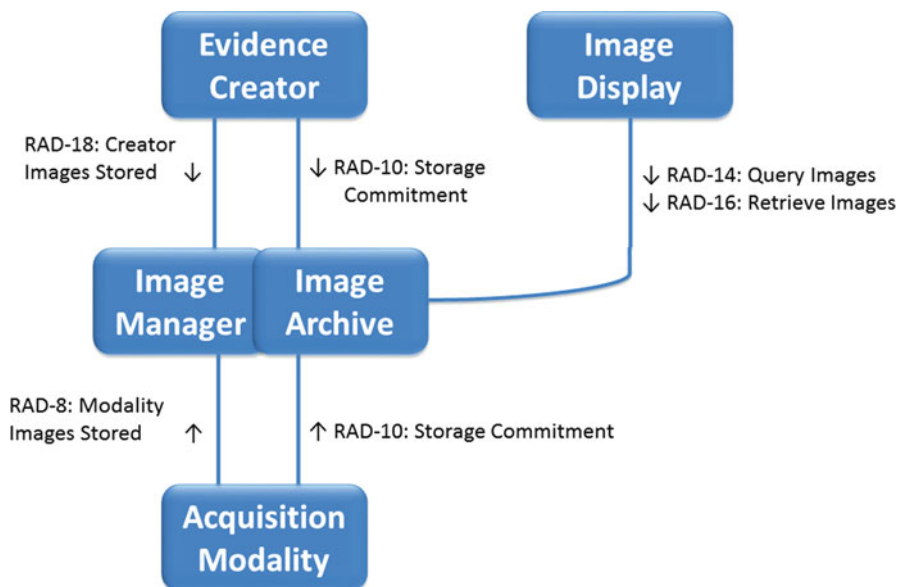 Evidence
Creator
Image
Display
RAD-18: Creator
Images Stored ↓
↓ RAD-10: Storage
Commitment
↓ RAD-14: Query Images
↓ RAD-16: Retrieve Images
Image
Manager
Image
Archive
RAD-8: Modality
Images Stored ↑
↑ RAD-10: Storage Commitment
Acquisition
Modality